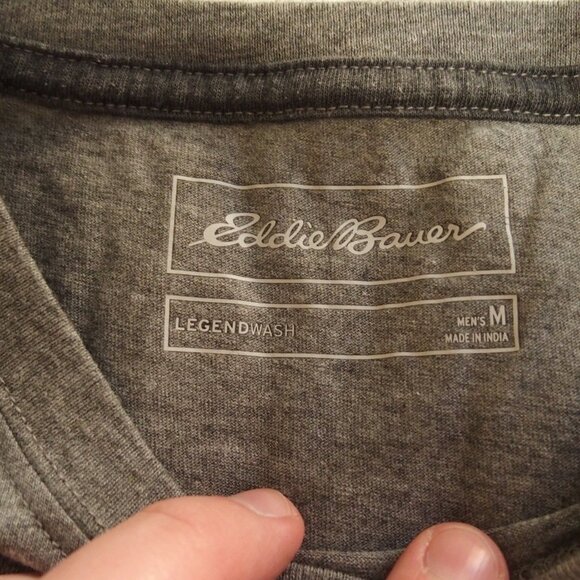 Eddie Bauer
LEGENDWASH
MEN'S M
MADE IN INDIA